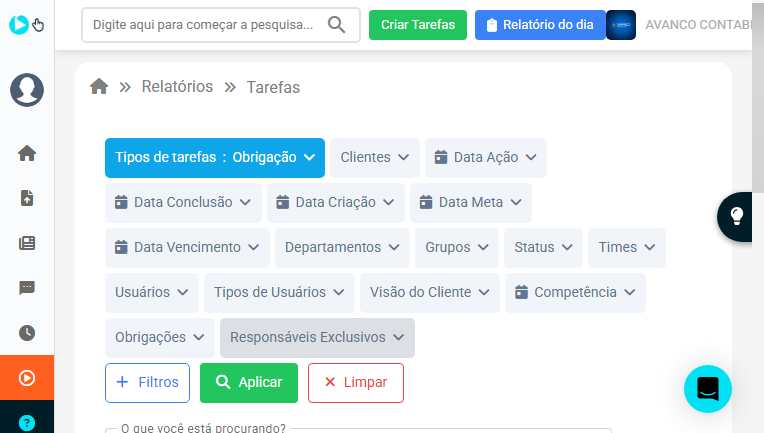 Digite aqui para começar a pesquisa...
Criar Tarefas
Relatório do dia
AVANCO CONTABI
Relatórios
Tarefas
Tipos de tarefas : Obrigação
Clientes
Data Ação
Data Conclusão
Data Criação
Data Meta
Data Vencimento
Departamentos
Grupos
Status
Times
Usuários
Tipos de Usuários
Visão do Cliente
Competência
Obrigações
Responsáveis Exclusivos
Filtros
Aplicar
Limpar
O que você está procurando?